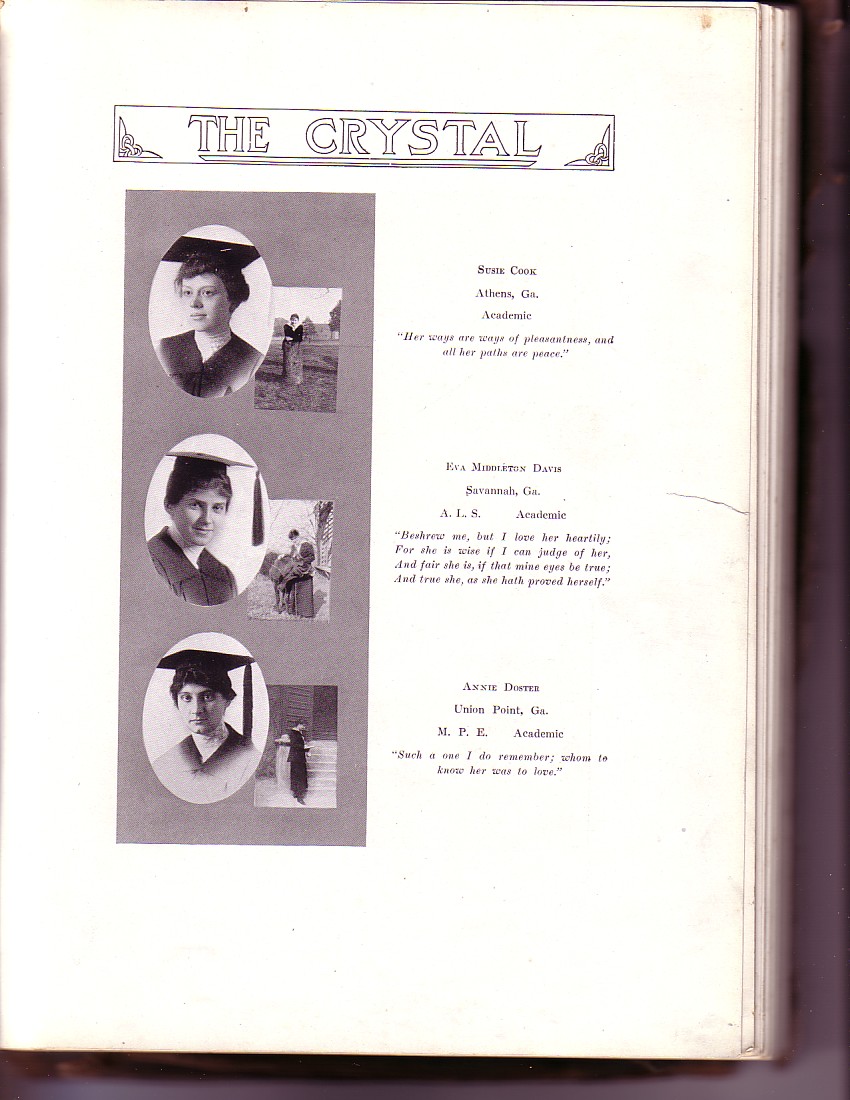 THE CRYSTAL
Susie Cook
Athens, Ga.
Academic
“Her ways are ways of pleasantness, and
all her paths are peace.”
Eva Middleton Davis
Savannah, Ga.
A. L. S. Academic
“Beshrew me, but I love her heartily;
For she is wise if I can judge of her,
And fair she is, if that mine eyes be true;
And true she, as she hath proved herself.”
Annie Doster
Union Point, Ga.
M. P. E. Academic
“Such a one I do remember; whom to
know her was to love.”